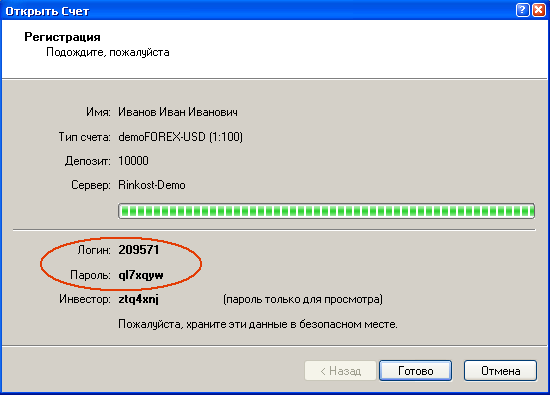 Открыть Счет
Регистрация
Подождите, пожалуйста
Имя: Иванов Иван Иванович
Тип счета: demoFOREX-USD (1:100)
Депозит: 10000
Сервер: Rinkost-Demo
Логин: 209571
Пароль: ql7xqyw
Инвестор: ztq4xnj (пароль только для просмотра)
Пожалуйста, храните эти данные в безопасном месте.
< Назад Готово Отмена